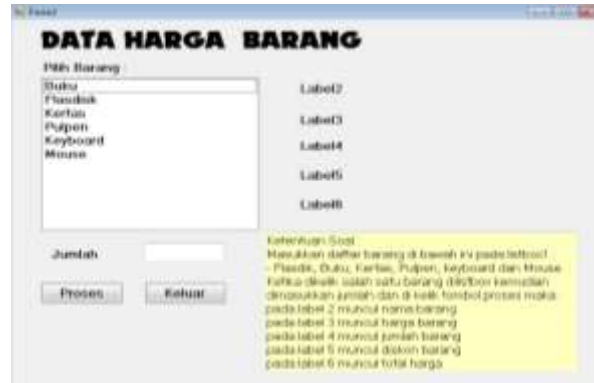 Form1
DATA HARGA BARANG
Pilih Barang
Buku
Flasdisk
Kertas
Pulpen
Keyboard
Mouse
Label2
Label3
Label4
Label5
Label6
Jumlah
Proses
Keluar
Ketentuan Soal
Masukkan daftar barang di bawah ini pada listbox1
- Flasdis, Buku, Kertas, Pulpen, keyboard dan Mouse
Ketika diklik salah satu barang dilistbox kemudian
dimasukkan jumlah dan di kelik tombol proses maka
pada label 2 muncul nama barang
pada label 3 muncul harga barang
pada label 4 muncul jumlah barang
pada label 5 muncul diskon barang
pada label 6 muncul total harga